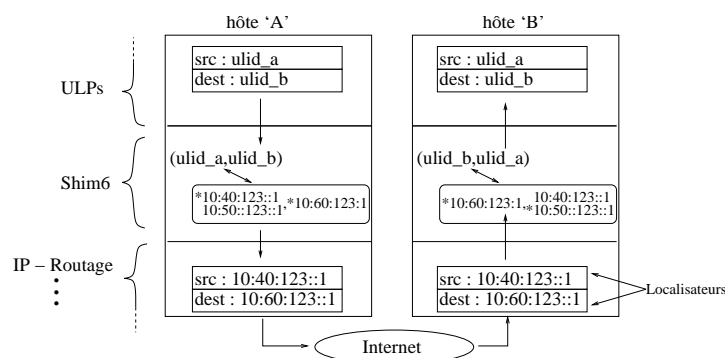 hôte ‘A’
hôte ‘B’
src : ulid_a
dest : ulid_b
src : ulid_a
dest : ulid_b
ULPs
(ulid_a,ulid_b)
(ulid_b,ulid_a)
Shim6
*10:40:123::1
10:50::123::1,*10:60:123:1
*10:60:123:1, 10:40:123::1
*10:50::123::1
IP – Routage
src : 10:40:123::1
dest : 10:60:123::1
src : 10:40:123::1
dest : 10:60:123::1
Localisateurs
Internet